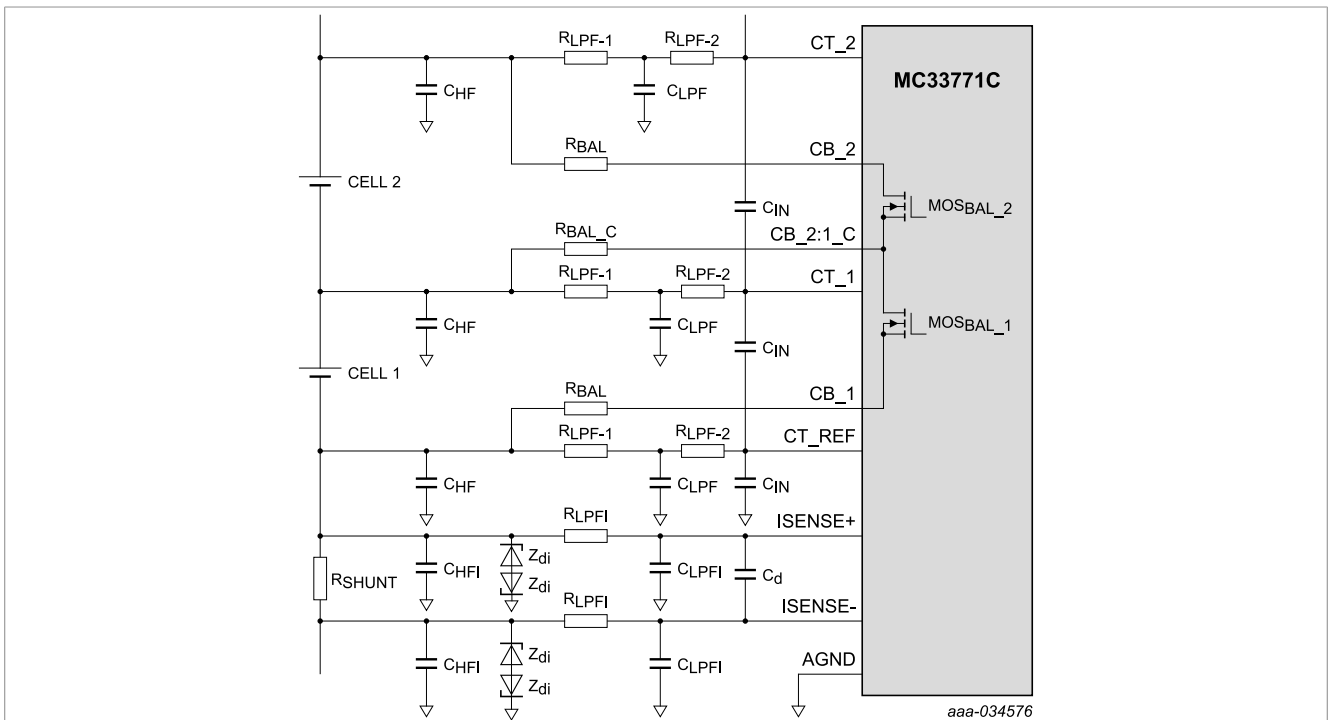 RLPF-1 RLPF-2 CT_2
MC33771C
CHF CLPF
RBAL CB_2
CELL 2 MOSBAL_2
CIN
RBAL_C CB_2:1_C
RLPF-1 RLPF-2 CT_1
CHF CLPF MOSBAL_1
CIN
CELL 1
RBAL CB_1
RLPF-1 RLPF-2 CT_REF
CHF CLPF CIN
RLPFI ISENSE+
Zdi
RSHUNT CHFI Zdi CLPFI Cd
RLPFI ISENSE-
Zdi AGND
CHFI Zdi CLPFI
aaa-034576